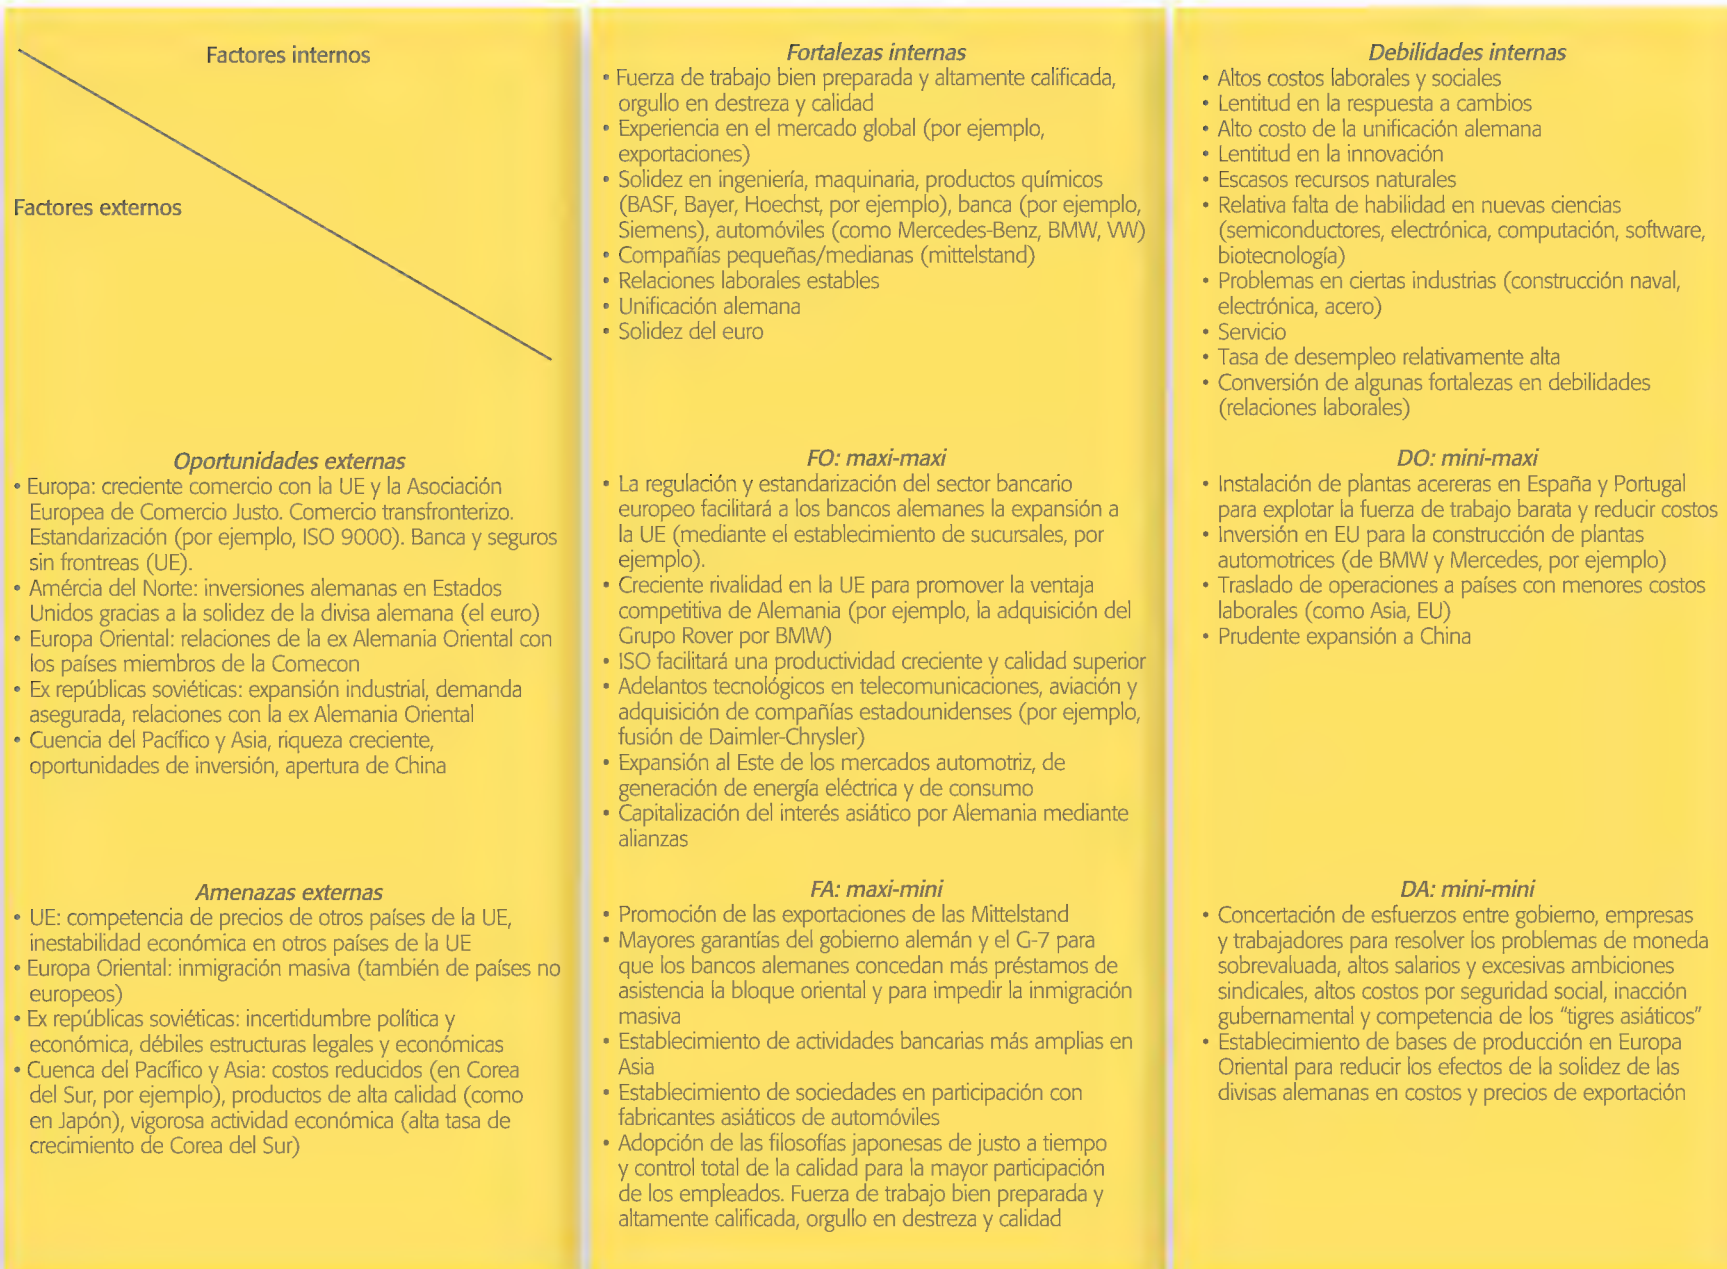 Factores internos
Factores externos
Fortalezas internas
• Fuerza de trabajo bien preparada y altamente calificada,
orgullo en destreza y calidad
• Experiencia en el mercado global (por ejemplo,
exportaciones)
• Solidez en ingeniería, maquinaria, productos químicos
(BASF, Bayer, Hoechst, por ejemplo), banca (por ejemplo,
Siemens), automóviles (como Mercedes-Benz, BMW, VW)
• Compañías pequeñas/medianas (mittelstand)
• Relaciones laborales estables
• Unificación alemana
• Solidez del euro
Debilidades internas
• Altos costos laborales y sociales
• Lentitud en la respuesta a cambios
• Alto costo de la unificación alemana
• Lentitud en la innovación
• Escasos recursos naturales
• Relativa falta de habilidad en nuevas ciencias
(semiconductores, electrónica, computación, software,
biotecnología)
• Problemas en ciertas industrias (construcción naval,
electrónica, acero)
• Servicio
• Tasa de desempleo relativamente alta
• Conversión de algunas fortalezas en debilidades
(relaciones laborales)
Oportunidades externas
• Europa: creciente comercio con la UE y la Asociación
Europea de Comercio Justo. Comercio transfronterizo.
Estandarización (por ejemplo, ISO 9000). Banca y seguros
sin frontreas (UE).
• Amércia del Norte: inversiones alemanas en Estados
Unidos gracias a la solidez de la divisa alemana (el euro)
• Europa Oriental: relaciones de la ex Alemania Oriental con
los países miembros de la Comecon
• Ex repúblicas soviéticas: expansión industrial, demanda
asegurada, relaciones con la ex Alemania Oriental
• Cuencia del Pacífico y Asia, riqueza creciente,
oportunidades de inversión, apertura de China
FO: maxi-maxi
• La regulación y estandarización del sector bancario
europeo facilitará a los bancos alemanes la expansión a
la UE (mediante el establecimiento de sucursales, por
ejemplo).
• Creciente rivalidad en la UE para promover la ventaja
competitiva de Alemania (por ejemplo, la adquisición del
Grupo Rover por BMW)
• ISO facilitará una productividad creciente y calidad superior
• Adelantos tecnológicos en telecomunicaciones, aviación y
adquisición de compañías estadounidenses (por ejemplo,
fusión de Daimler-Chrysler)
• Expansión al Este de los mercados automotriz, de
generación de energía eléctrica y de consumo
• Capitalización del interés asiático por Alemania mediante
alianzas
DO: mini-maxi
• Instalación de plantas acereras en España y Portugal
para explotar la fuerza de trabajo barata y reducir costos
• Inversión en EU para la construcción de plantas
automotrices (de BMW y Mercedes, por ejemplo)
• Traslado de operaciones a países con menores costos
laborales (como Asia, EU)
• Prudente expansión a China
Amenazas externas
• UE: competencia de precios de otros países de la UE,
inestabilidad económica en otros países de la UE
• Europa Oriental: inmigración masiva (también de países no
europeos)
• Ex repúblicas soviéticas: incertidumbre política y
económica, débiles estructuras legales y económicas
• Cuenca del Pacífico y Asia: costos reducidos (en Corea
del Sur, por ejemplo), productos de alta calidad (como
en Japón), vigorosa actividad económica (alta tasa de
crecimiento de Corea del Sur)
FA: maxi-mini
• Promoción de las exportaciones de las Mittelstand
• Mayores garantías del gobierno alemán y el G-7 para
que los bancos alemanes concedan más préstamos de
asistencia la bloque oriental y para impedir la inmigración
masiva
• Establecimiento de actividades bancarias más amplias en
Asia
• Establecimiento de sociedades en participación con
fabricantes asiáticos de automóviles
• Adopción de las filosofías japonesas de justo a tiempo
y control total de la calidad para la mayor participación
de los empleados. Fuerza de trabajo bien preparada y
altamente calificada, orgullo en destreza y calidad
DA: mini-mini
• Concertación de esfuerzos entre gobierno, empresas
y trabajadores para resolver los problemas de moneda
sobrevaluada, altos salarios y excesivas ambiciones
sindicales, altos costos por seguridad social, inacción
gubernamental y competencia de los "tigres asiáticos"
• Establecimiento de bases de producción en Europa
Oriental para reducir los efectos de la solidez de las
divisas alemanas en costos y precios de exportación